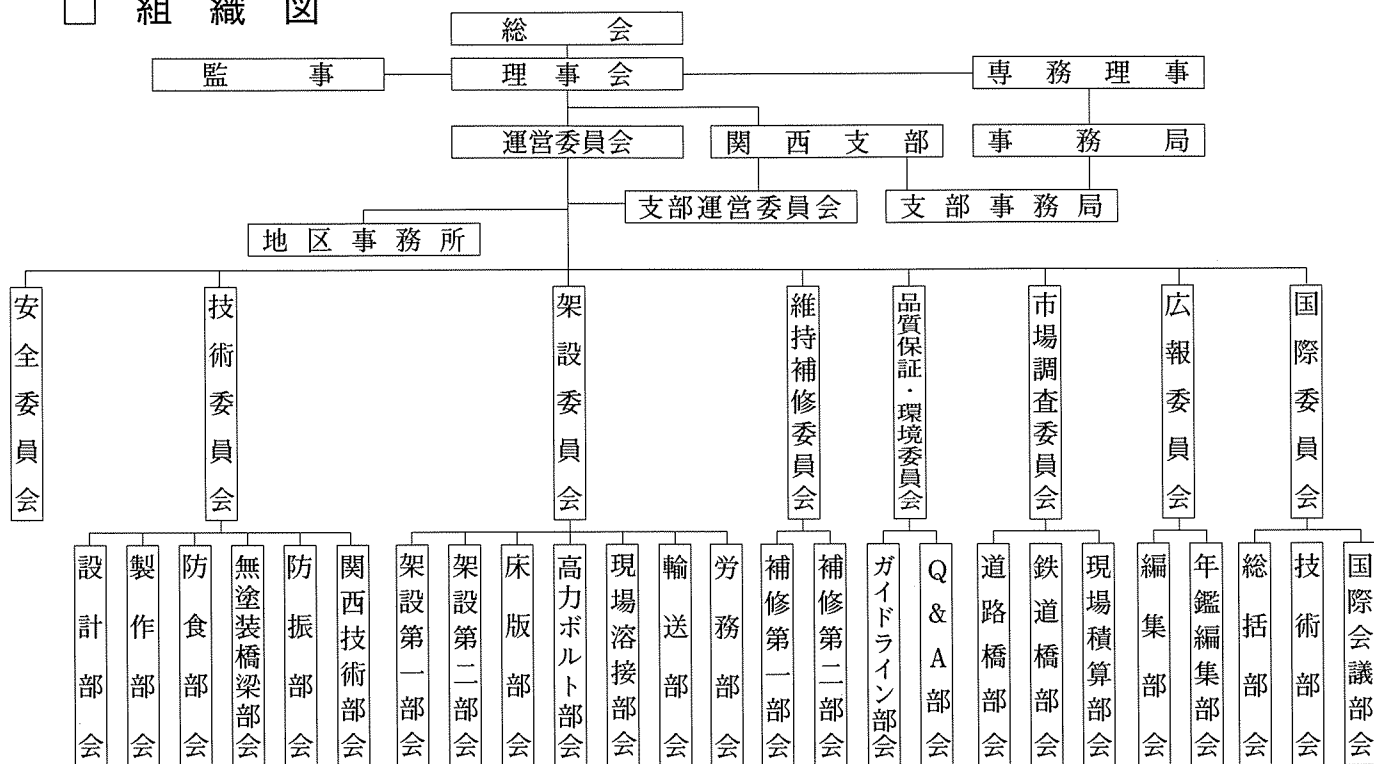 □ 組織図
総会
監事
理事会
専務理事
運営委員会
関西支部
事務局
支部運営委員会
支部事務局
地区事務所
安全委員会
技術委員会
架設委員会
維持補修委員会
品質保証・環境委員会
市場調査委員会
広報委員会
国際委員会
設計部会
製作部会
防食部会
無塗装橋梁部会
防振部会
関西技術部会
架設第一部会
架設第二部会
床版部会
高力ボルト部会
現場溶接部会
輸送部会
労務部会
補修第一部会
補修第二部会
ガイドライン部会
Q&A部会
道路橋部会
鉄道橋部会
現場積算部会
編集部会
年鑑編集部会
総括部会
技術部会
国際会議部会